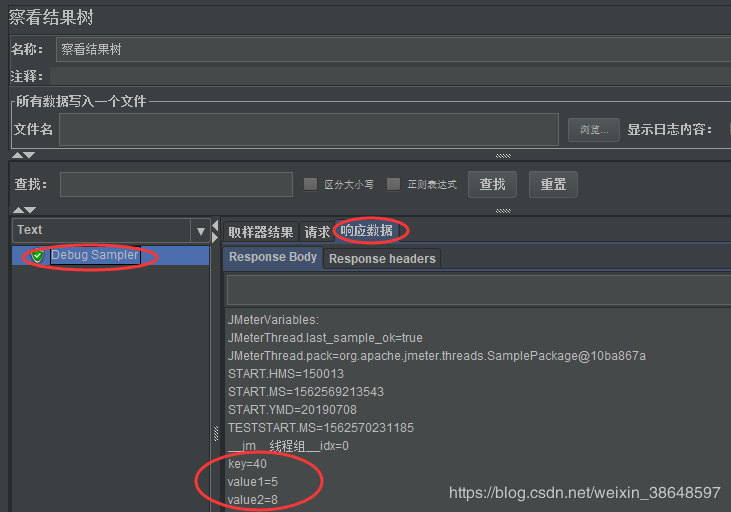 察看结果树
名称： 察看结果树
注释：
所有数据写入一个文件
文件名 浏览... 显示日志内容：
查找： 区分大小写 正则表达式 查找 重置
Text 取样器结果 请求 响应数据
Debug Sampler Response Body Response headers
JMeterVariables:
JMeterThread.last_sample_ok=true
JMeterThread.pack=org.apache.jmeter.threads.SamplePackage@10ba867a
START.HMS=150013
START.MS=1562569213543
START.YMD=20190708
TESTSTART.MS=1562570231185
__jm__线程组__idx=0
key=40
value1=5
value2=8
https://blog.csdn.net/weixin_38648597